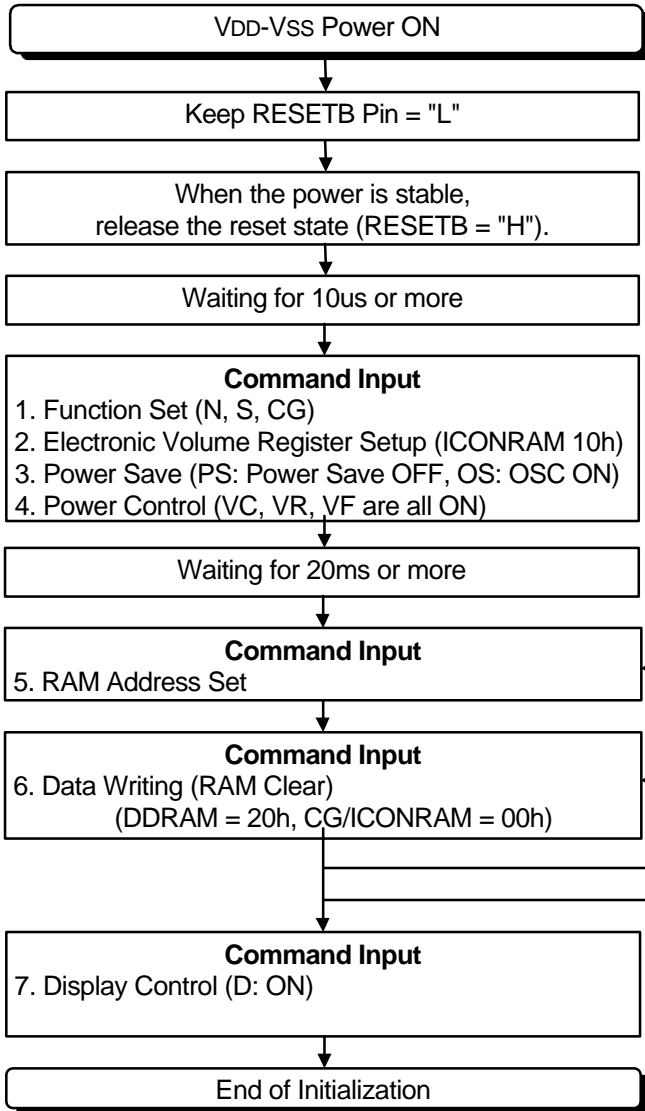 VDD-VSS Power ON
Keep RESETB Pin = "L"
When the power is stable,
release the reset state (RESETB = "H").
Waiting for 10us or more
Command Input
1. Function Set (N, S, CG)
2. Electronic Volume Register Setup (ICONRAM 10h)
3. Power Save (PS: Power Save OFF, OS: OSC ON)
4. Power Control (VC, VR, VF are all ON)
Waiting for 20ms or more
Command Input
5. RAM Address Set
Command Input
6. Data Writing (RAM Clear)
(DDRAM = 20h, CG/ICONRAM = 00h)
Command Input
7. Display Control (D: ON)
End of Initialization